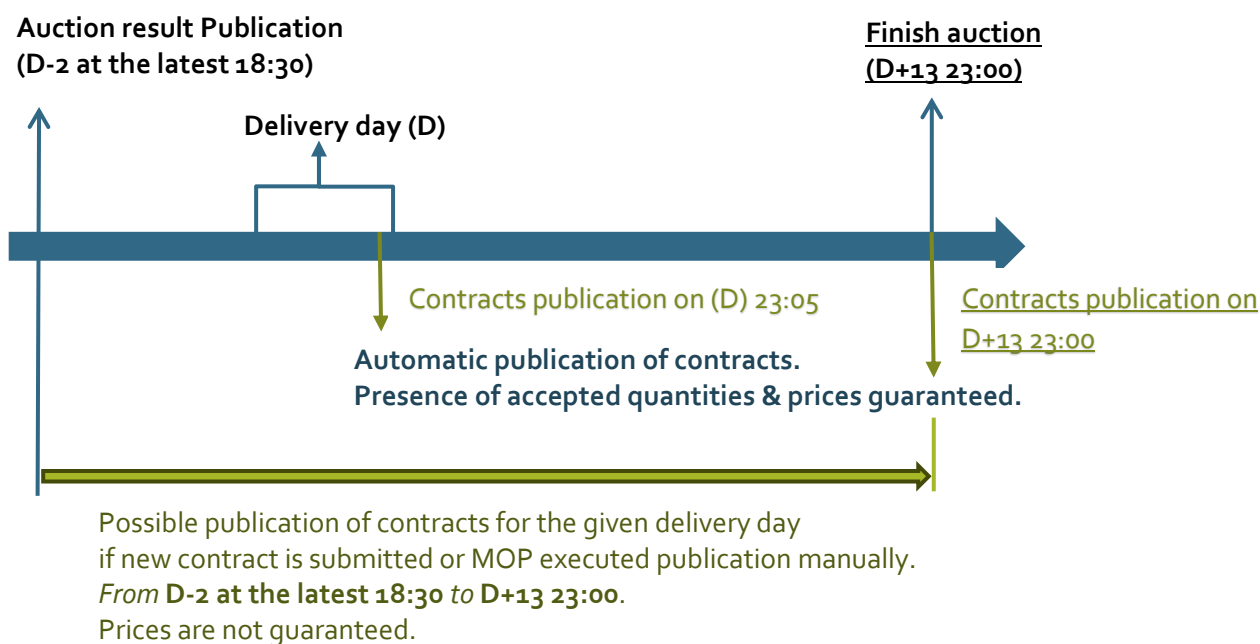 Auction result Publication
(D-2 at the latest 18:30)
Finish auction
(D+13 23:00)
Delivery day (D)
Contracts publication on (D) 23:05
Contracts publication on
D+13 23:00
Automatic publication of contracts.
Presence of accepted quantities & prices guaranteed.
Possible publication of contracts for the given delivery day
if new contract is submitted or MOP executed publication manually.
From D-2 at the latest 18:30 to D+13 23:00.
Prices are not guaranteed.